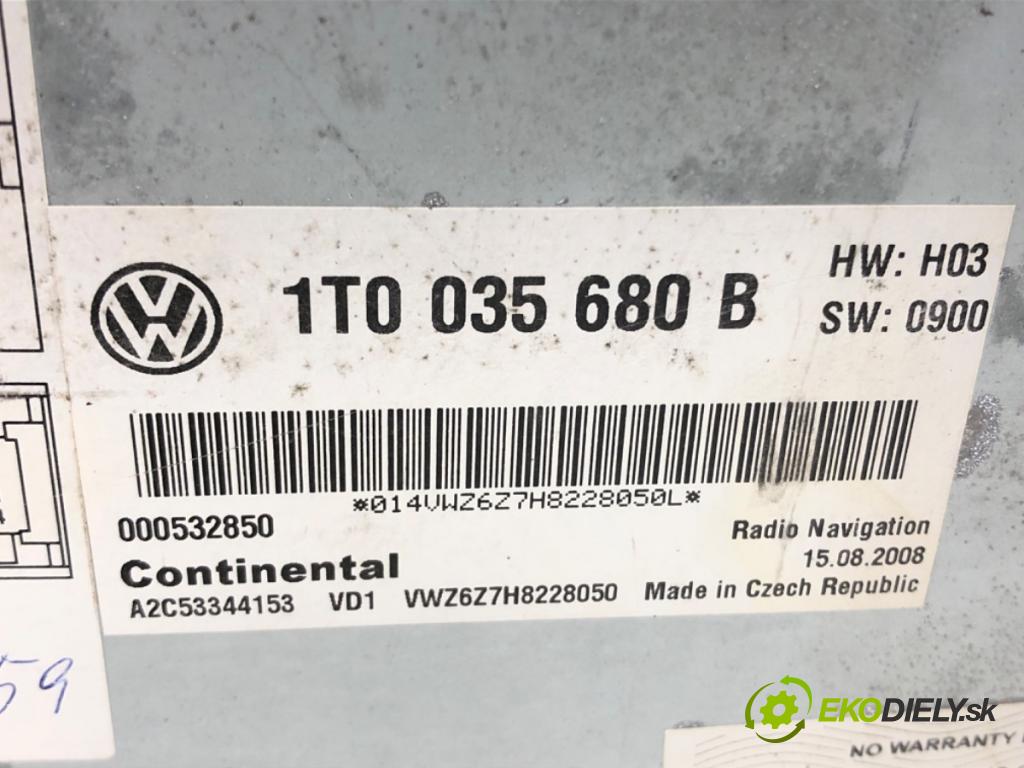 1T0 035 680 B
HW: H03
SW: 0900
*014VWZ6Z7H8228050L*
000532850
Radio Navigation
Continental
15.08.2008
A2C53344153 VD1 VWZ6Z7H8228050 Made in Czech Republic
59
EKODIELY.sk
NO WARRANTY